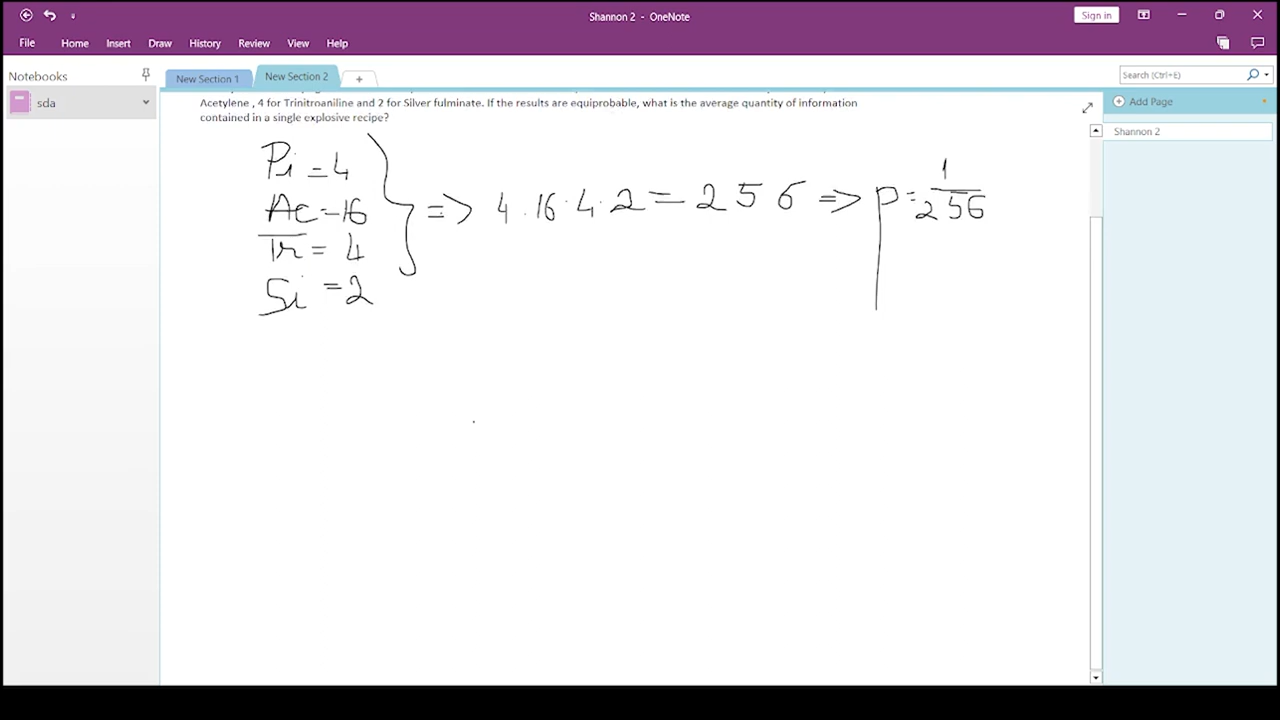 Shannon 2 - OneNote
Sign in
File Home Insert Draw History Review View Help
Notebooks
New Section 1
New Section 2
Search (Ctrl+E)
sda
Add Page
Shannon 2
Acetylene , 4 for Trinitroaniline and 2 for Silver fulminate. If the results are equiprobable, what is the average quantity of information
contained in a single explosive recipe?
Pi = 4
Ac = 16
Tr = 4
Si = 2
=> 4 · 16 · 4 · 2 = 256 => p = 1/256